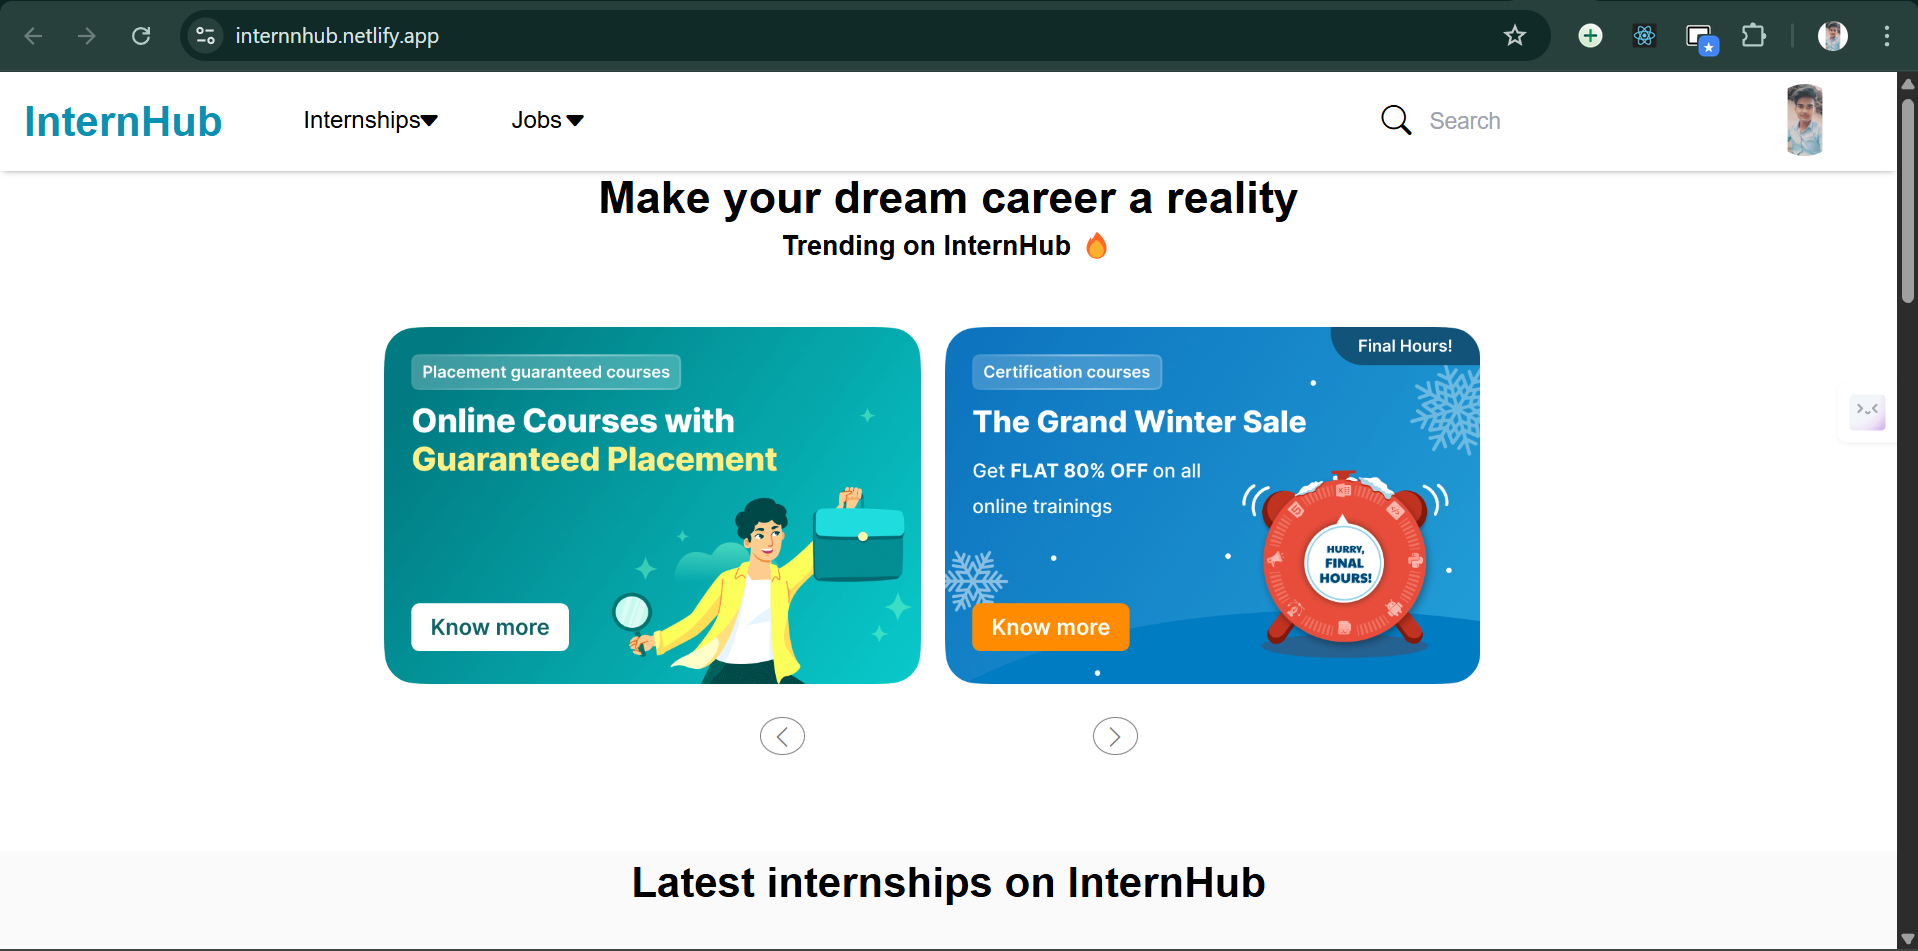 internnhub.netlify.app
InternHub
Internships
Jobs
Search
Make your dream career a reality
Trending on InternHub 🔥
Placement guaranteed courses
Online Courses with
Guaranteed Placement
Know more
Final Hours!
Certification courses
The Grand Winter Sale
Get FLAT 80% OFF on all
online trainings
HURRY,
FINAL
HOURS!
Know more
Latest internships on InternHub